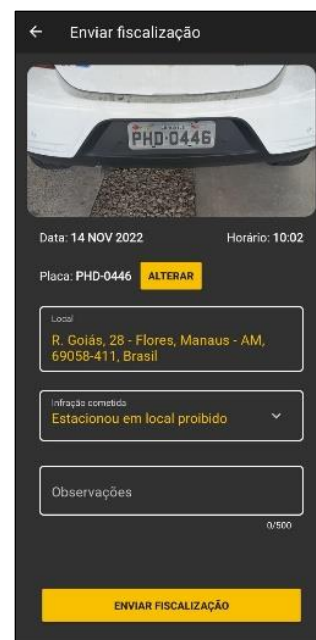 Enviar fiscalização
PHD-0446
Data: 14 NOV 2022
Horário: 10:02
Placa: PHD-0446
ALTERAR
Local
R. Goiás, 28 - Flores, Manaus - AM,
69058-411, Brasil
Infração cometida
Estacionou em local proibido
Observações
0/500
ENVIAR FISCALIZAÇÃO